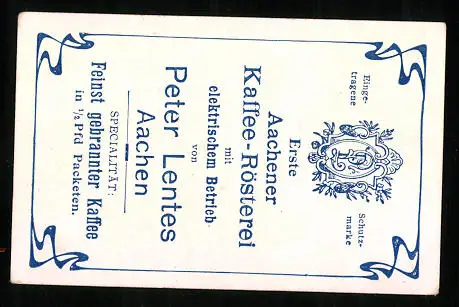 Einge-
tragene
Schutz-
marke
Erste
Aachener
Kaffee-Rösterei
mit
elektrischem Betrieb
von
Peter Lentes
Aachen
SPECIALITÄT:
Feinst gebrannter Kaffee
in ½ Pfd Packeten.